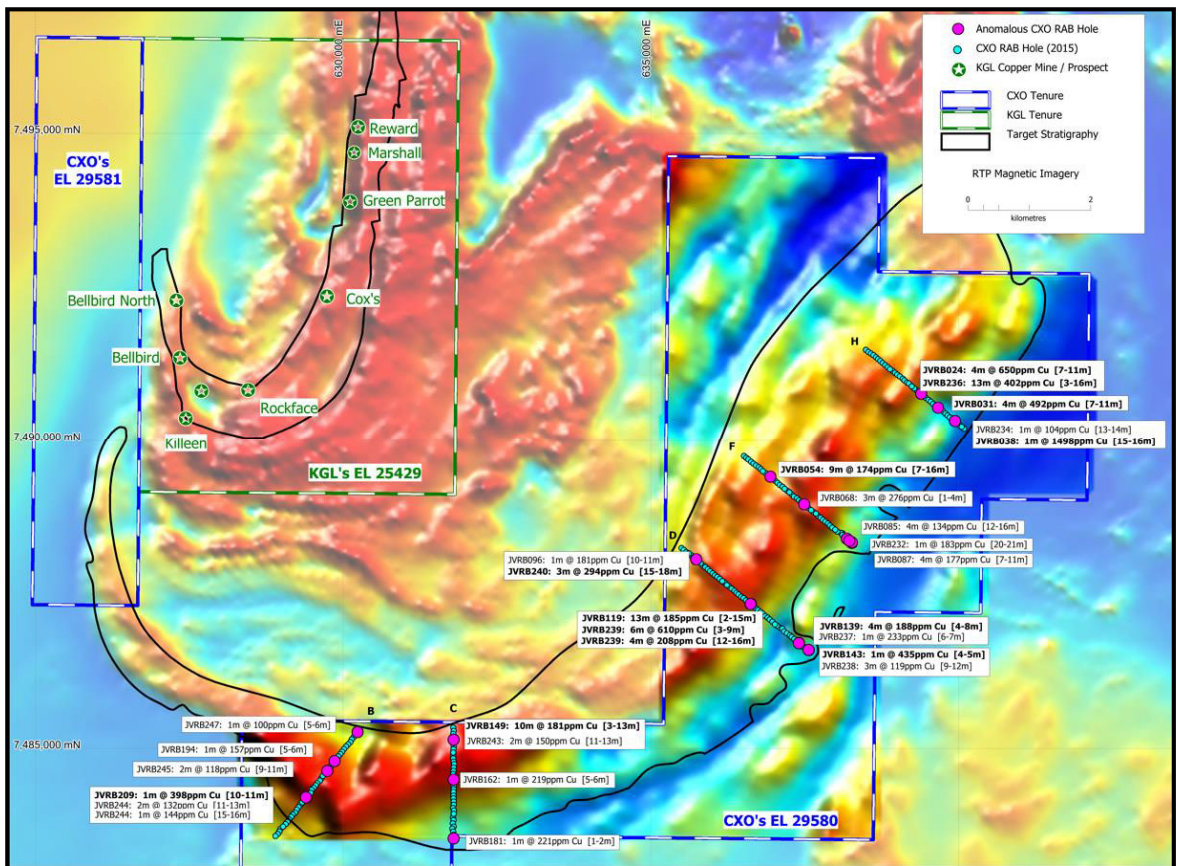 630,000 mE
635,000 mE
Anomalous CXO RAB Hole
CXO RAB Hole (2015)
KGL Copper Mine / Prospect
CXO Tenure
KGL Tenure
Target Stratigraphy
RTP Magnetic Imagery
0 2
kilometres
7,495,000 mN
CXO's
EL 29581
Reward
Marshall
Green Parrot
Bellbird North
Cox's
Bellbird
Rockface
Killeen
7,490,000 mN
KGL's EL 25429
H
JVRB024: 4m @ 650ppm Cu [7-11m]
JVRB236: 13m @ 402ppm Cu [3-16m]
JVRB031: 4m @ 492ppm Cu [7-11m]
JVRB234: 1m @ 104ppm Cu [13-14m]
JVRB038: 1m @ 1498ppm Cu [15-16m]
F
JVRB054: 9m @ 174ppm Cu [7-16m]
JVRB068: 3m @ 276ppm Cu [1-4m]
JVRB085: 4m @ 134ppm Cu [12-16m]
JVRB232: 1m @ 183ppm Cu [20-21m]
JVRB087: 4m @ 177ppm Cu [7-11m]
D
JVRB096: 1m @ 181ppm Cu [10-11m]
JVRB240: 3m @ 294ppm Cu [15-18m]
JVRB119: 13m @ 185ppm Cu [2-15m]
JVRB239: 6m @ 610ppm Cu [3-9m]
JVRB239: 4m @ 208ppm Cu [12-16m]
JVRB139: 4m @ 188ppm Cu [4-8m]
JVRB237: 1m @ 233ppm Cu [6-7m]
JVRB143: 1m @ 435ppm Cu [4-5m]
JVRB238: 3m @ 119ppm Cu [9-12m]
7,485,000 mN
B
JVRB247: 1m @ 100ppm Cu [5-6m]
JVRB194: 1m @ 157ppm Cu [5-6m]
JVRB245: 2m @ 118ppm Cu [9-11m]
JVRB209: 1m @ 398ppm Cu [10-11m]
JVRB244: 2m @ 132ppm Cu [11-13m]
JVRB244: 1m @ 144ppm Cu [15-16m]
C
JVRB149: 10m @ 181ppm Cu [3-13m]
JVRB243: 2m @ 150ppm Cu [11-13m]
JVRB162: 1m @ 219ppm Cu [5-6m]
JVRB181: 1m @ 221ppm Cu [1-2m]
CXO's EL 29580